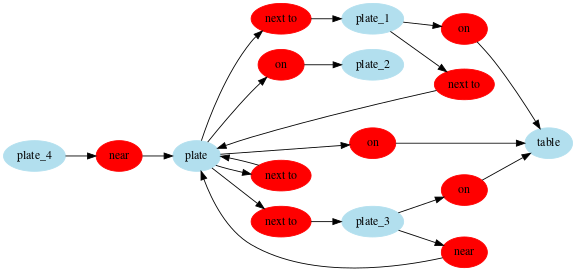 next to
plate_1
on
on
plate_2
next to
plate_4
near
plate
on
table
next to
on
next to
plate_3
near